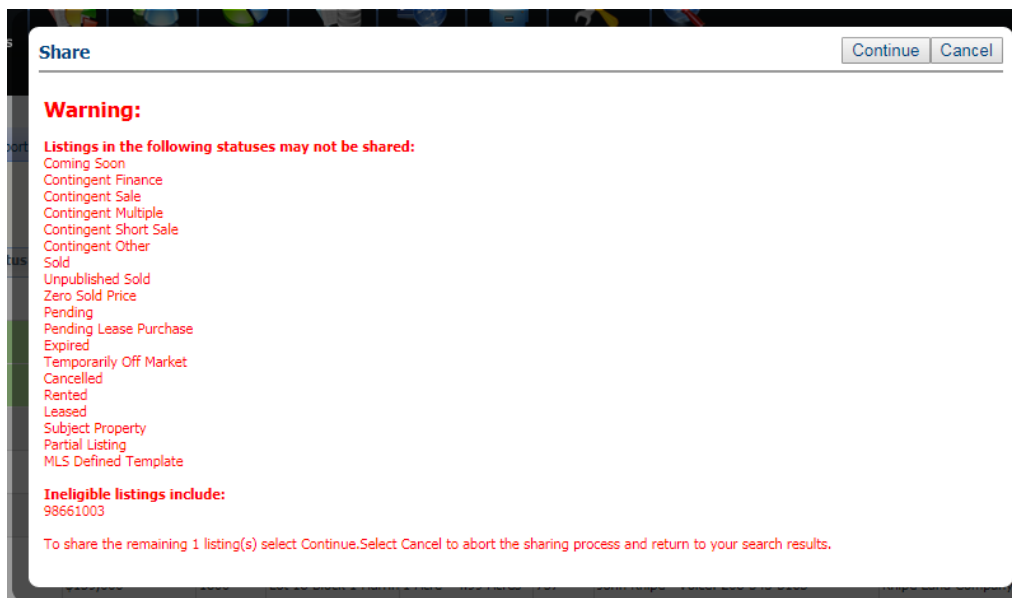 s
Share
Continue Cancel
Warning:
port
Listings in the following statuses may not be shared:
Coming Soon
Contingent Finance
Contingent Sale
Contingent Multiple
Contingent Short Sale
Contingent Other
tus
Sold
Unpublished Sold
Zero Sold Price
Pending
Pending Lease Purchase
Expired
Temporarily Off Market
Cancelled
Rented
Leased
Subject Property
Partial Listing
MLS Defined Template
Ineligible listings include:
98661003
To share the remaining 1 listing(s) select Continue.Select Cancel to abort the sharing process and return to your search results.